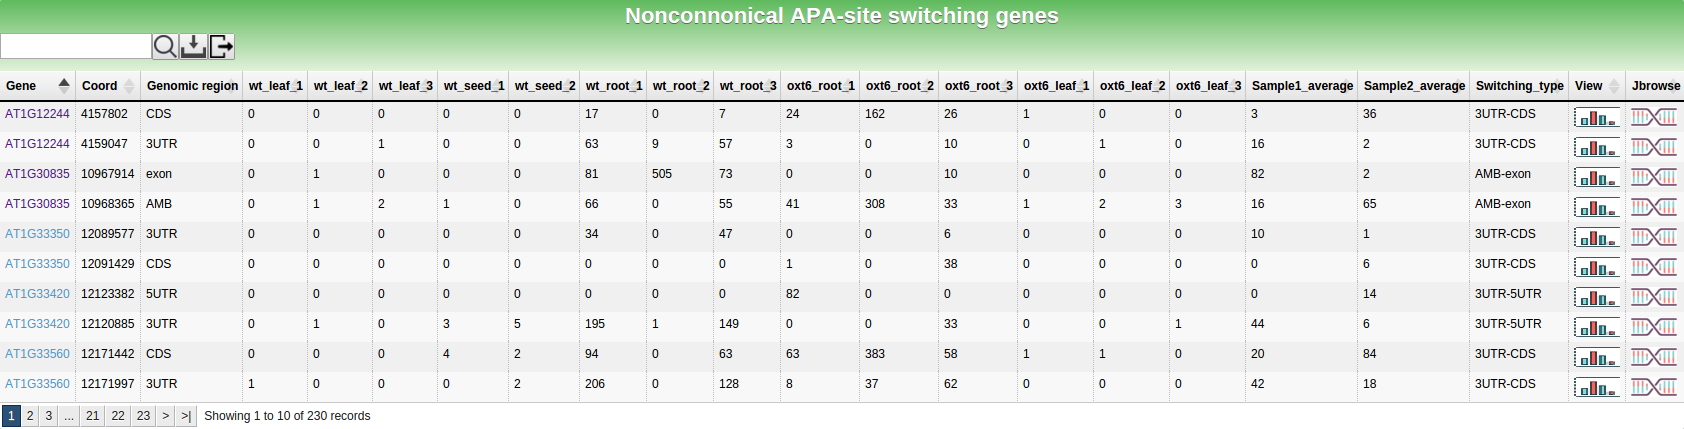 Nonconnonical APA-site switching genes
Gene Coord Genomic region wt_leaf_1 wt_leaf_2 wt_leaf_3 wt_seed_1 wt_seed_2 wt_root_1 wt_root_2 wt_root_3 oxt6_root_1 oxt6_root_2 oxt6_root_3 oxt6_leaf_1 oxt6_leaf_2 oxt6_leaf_3 Sample1_average Sample2_average Switching_type View Jbrowse
AT1G12244 4157802 CDS 0 0 0 0 0 17 0 7 24 162 26 1 0 0 3 36 3UTR-CDS
AT1G12244 4159047 3UTR 0 0 1 0 0 63 9 57 3 0 10 0 1 0 16 2 3UTR-CDS
AT1G30835 10967914 exon 0 1 0 0 0 81 505 73 0 0 10 0 0 0 82 2 AMB-exon
AT1G30835 10968365 AMB 0 1 2 1 0 66 0 55 41 308 33 1 2 3 16 65 AMB-exon
AT1G33350 12089577 3UTR 0 0 0 0 0 34 0 47 0 0 6 0 0 0 10 1 3UTR-CDS
AT1G33350 12091429 CDS 0 0 0 0 0 0 0 0 1 0 38 0 0 0 0 6 3UTR-CDS
AT1G33420 12123382 5UTR 0 0 0 0 0 0 0 0 82 0 0 0 0 0 0 14 3UTR-5UTR
AT1G33420 12120885 3UTR 0 1 0 3 5 195 1 149 0 0 33 0 0 1 44 6 3UTR-5UTR
AT1G33560 12171442 CDS 0 0 0 4 2 94 0 63 63 383 58 1 1 0 20 84 3UTR-CDS
AT1G33560 12171997 3UTR 1 0 0 0 2 206 0 128 8 37 62 0 0 0 42 18 3UTR-CDS
1 2 3 ... 21 22 23 > >| Showing 1 to 10 of 230 records